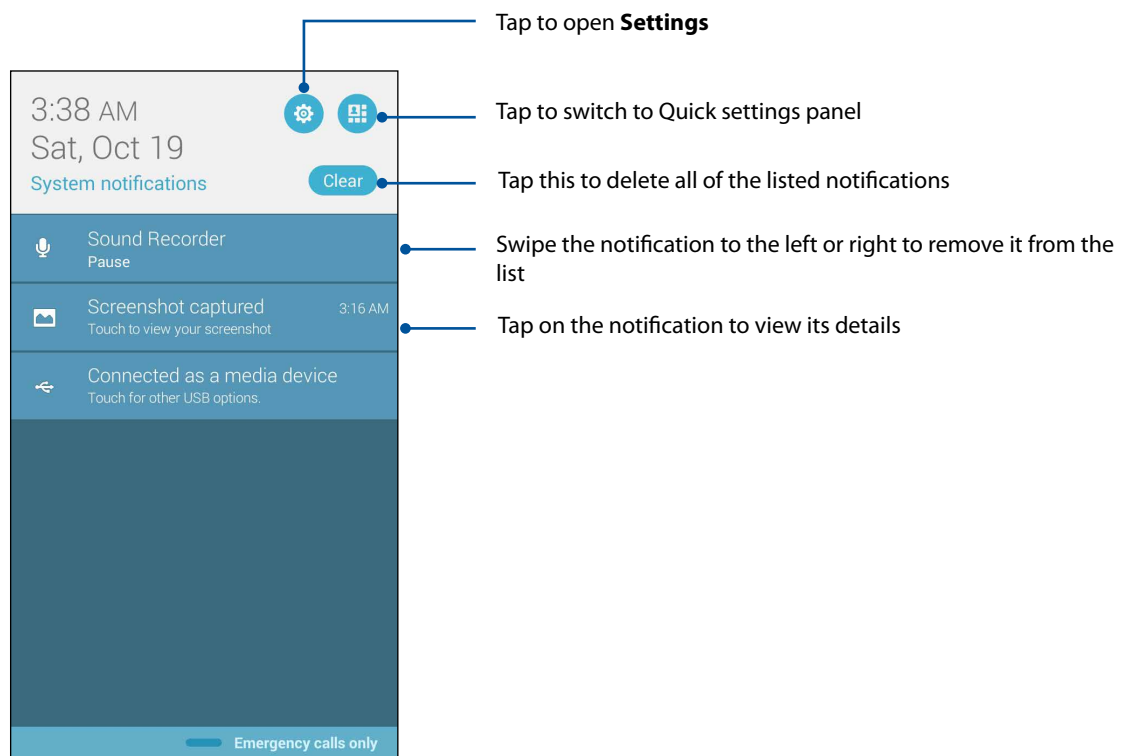 Tap to open Settings
3:38 AM
Sat, Oct 19
Tap to switch to Quick settings panel
System notifications
Clear
Tap this to delete all of the listed notifications
Sound Recorder
Pause
Swipe the notification to the left or right to remove it from the
list
Screenshot captured
3:16 AM
Touch to view your screenshot
Tap on the notification to view its details
Connected as a media device
Touch for other USB options.
Emergency calls only